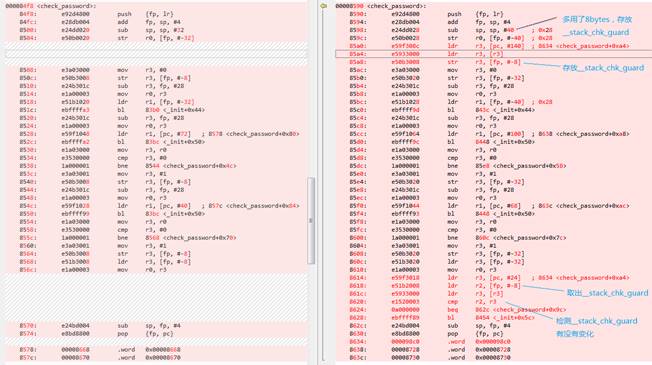 000084f8 <check_password>:
84f8: e92d4800 push {fp, lr}
84fc: e28db004 add fp, sp, #4
8500: e24dd020 sub sp, sp, #32
8504: e50b0020 str r0, [fp, #-32]
8508: e3a03000 mov r3, #0
850c: e50b3008 str r3, [fp, #-8]
8510: e24b301c sub r3, fp, #28
8514: e1a00003 mov r0, r3
8518: e51b1020 ldr r1, [fp, #-32]
851c: ebffffa3 bl 83b0 <_init+0x44>
8520: e24b301c sub r3, fp, #28
8524: e1a00003 mov r0, r3
8528: e59f1048 ldr r1, [pc, #72] ; 8578 <check_password+0x80>
852c: ebffffa2 bl 83bc <_init+0x50>
8530: e1a03000 mov r3, r0
8534: e3530000 cmp r3, #0
8538: 1a000001 bne 8544 <check_password+0x4c>
853c: e3a03001 mov r3, #1
8540: e50b3008 str r3, [fp, #-8]
8544: e24b301c sub r3, fp, #28
8548: e1a00003 mov r0, r3
854c: e59f1028 ldr r1, [pc, #40] ; 857c <check_password+0x84>
8550: ebffff99 bl 83bc <_init+0x50>
8554: e1a03000 mov r3, r0
8558: e3530000 cmp r3, #0
855c: 1a000001 bne 8568 <check_password+0x70>
8560: e3a03001 mov r3, #1
8564: e50b3008 str r3, [fp, #-8]
8568: e51b3008 ldr r3, [fp, #-8]
856c: e1a00003 mov r0, r3
8570: e24bd004 sub sp, fp, #4
8574: e8bd8800 pop {fp, pc}
8578: 00008668 .word 0x00008668
857c: 00008670 .word 0x00008670
00008590 <check_password>:
8590: e92d4800 push {fp, lr}
8594: e28db004 add fp, sp, #4
8598: e24dd028 sub sp, sp, #40 ; 0x28
859c: e50b0028 str r0, [fp, #-40] ; 0x28
85a0: e59f308c ldr r3, [pc, #140] ; 8634 <check_password+0xa4>
85a4: e5933000 ldr r3, [r3]
85a8: e50b3008 str r3, [fp, #-8]
85ac: e3a03000 mov r3, #0
85b0: e50b3020 str r3, [fp, #-32]
85b4: e24b301c sub r3, fp, #28
85b8: e1a00003 mov r0, r3
85bc: e51b1028 ldr r1, [fp, #-40] ; 0x28
85c0: ebffff9d bl 843c <_init+0x44>
85c4: e24b301c sub r3, fp, #28
85c8: e1a00003 mov r0, r3
85cc: e59f1064 ldr r1, [pc, #100] ; 8638 <check_password+0xa8>
85d0: ebffff9c bl 8448 <_init+0x50>
85d4: e1a03000 mov r3, r0
85d8: e3530000 cmp r3, #0
85dc: 1a000001 bne 85e8 <check_password+0x58>
85e0: e3a03001 mov r3, #1
85e4: e50b3020 str r3, [fp, #-32]
85e8: e24b301c sub r3, fp, #28
85ec: e1a00003 mov r0, r3
85f0: e59f1044 ldr r1, [pc, #68] ; 863c <check_password+0xac>
85f4: ebffff93 bl 8448 <_init+0x50>
85f8: e1a03000 mov r3, r0
85fc: e3530000 cmp r3, #0
8600: 1a000001 bne 860c <check_password+0x7c>
8604: e3a03001 mov r3, #1
8608: e50b3020 str r3, [fp, #-32]
860c: e51b3020 ldr r3, [fp, #-32]
8610: e1a00003 mov r0, r3
8614: e59f3018 ldr r3, [pc, #24] ; 8634 <check_password+0xa4>
8618: e51b2008 ldr r2, [fp, #-8]
861c: e5933000 ldr r3, [r3]
8620: e1520003 cmp r2, r3
8624: 0a000000 beq 862c <check_password+0x9c>
8628: ebffff89 bl 8454 <_init+0x5c>
862c: e24bd004 sub sp, fp, #4
8630: e8bd8800 pop {fp, pc}
8634: 000098c0 .word 0x000098c0
8638: 00008728 .word 0x00008728
863c: 00008730 .word 0x00008730
多用了8bytes，存放
__stack_chk_guard
存放__stack_chk_guard
取出__stack_chk_guard
检测__stack_chk_guard
有没有变化